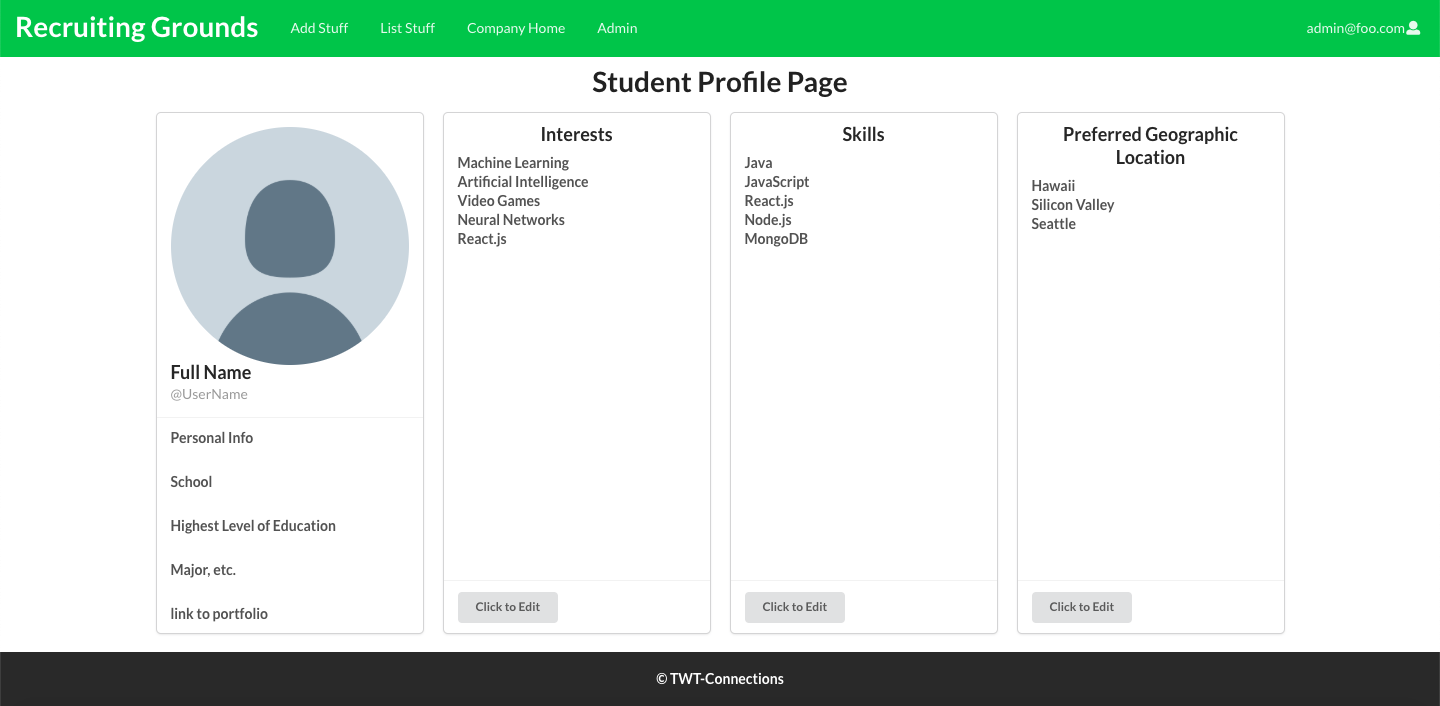 Recruiting Grounds Add Stuff List Stuff Company Home Admin admin@foo.com
Student Profile Page
Full Name
@UserName
Personal Info
School
Highest Level of Education
Major, etc.
link to portfolio
Interests
Machine Learning
Artificial Intelligence
Video Games
Neural Networks
React.js
Click to Edit
Skills
Java
JavaScript
React.js
Node.js
MongoDB
Click to Edit
Preferred Geographic
Location
Hawaii
Silicon Valley
Seattle
Click to Edit
© TWT-Connections